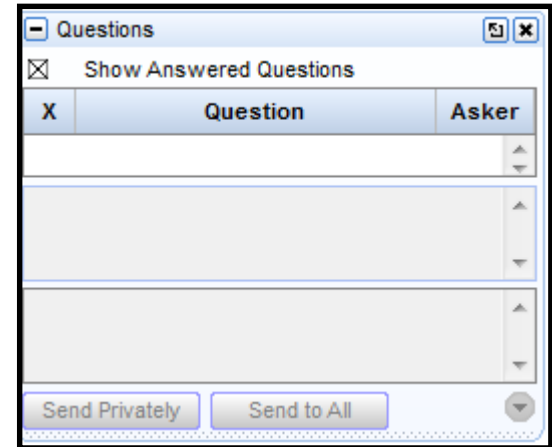 Questions
Show Answered Questions
X Question Asker
Send Privately Send to All